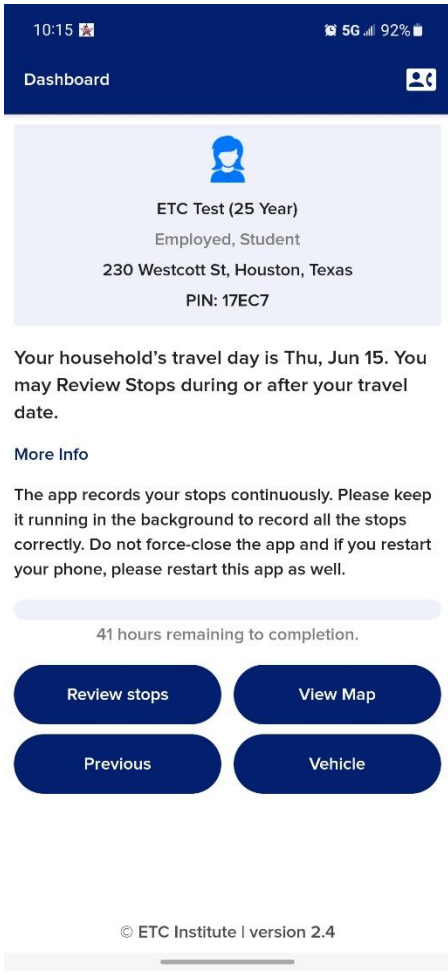 10:15 5G 92%
Dashboard
ETC Test (25 Year)
Employed, Student
230 Westcott St, Houston, Texas
PIN: 17EC7
Your household’s travel day is Thu, Jun 15. You
may Review Stops during or after your travel
date.
More Info
The app records your stops continuously. Please keep
it running in the background to record all the stops
correctly. Do not force-close the app and if you restart
your phone, please restart this app as well.
41 hours remaining to completion.
Review stops View Map
Previous Vehicle
© ETC Institute | version 2.4